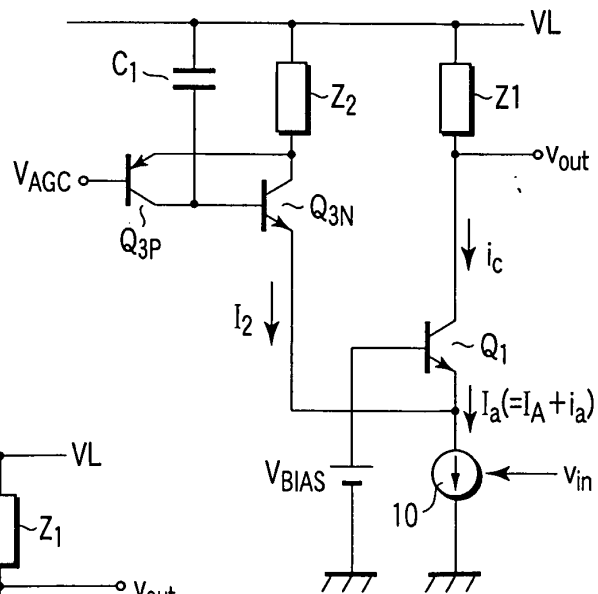 VL
C1
Z2
Z1
Vout
VAGC
Q3P
Q3N
ic
I2
Q1
Ia(=IA+ia)
VBIAS
10
Vin
VL
Z1
Vout